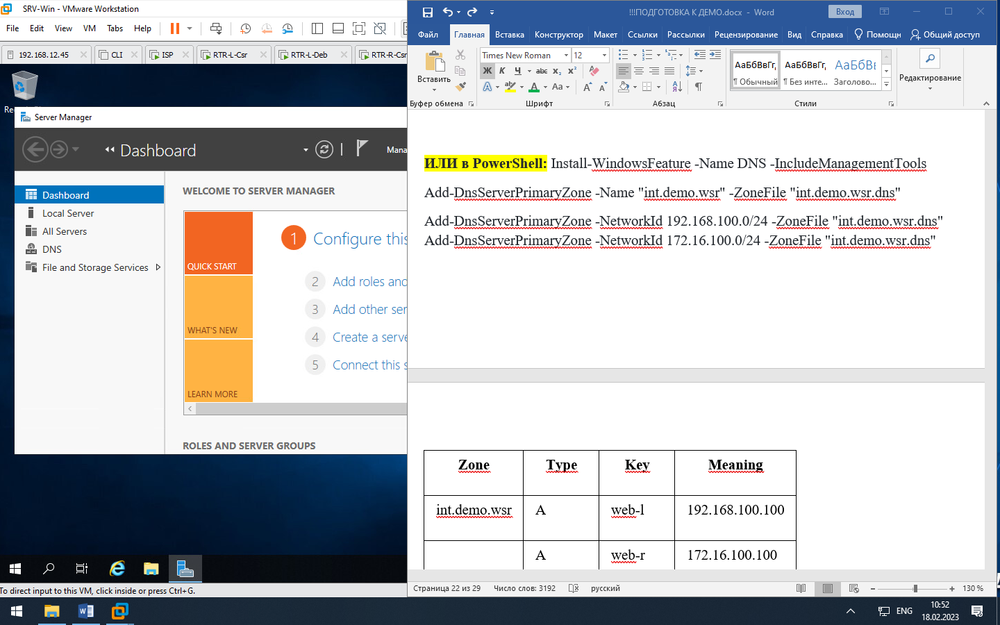 SRV-Win - VMware Workstation
File Edit View VM Tabs Help
192.168.12.45 CLI ISP RTR-L-Csr RTR-L-Deb RTR-R-Csr
Server Manager
Dashboard
Mana
Dashboard
Local Server
All Servers
DNS
File and Storage Services
WELCOME TO SERVER MANAGER
QUICK START
WHAT'S NEW
LEARN MORE
1 Configure this
2 Add roles and
3 Add other ser
4 Create a serve
5 Connect this s
ROLES AND SERVER GROUPS
To direct input to this VM, click inside or press Ctrl+G.
!!!ПОДГОТОВКА К ДЕМО.docx - Word
Вход
Файл Главная Вставка Конструктор Макет Ссылки Рассылки Рецензирование Вид Справка Помощн Общий доступ
Вставить
Буфер обмена
Times New Roman 12
Ж К Ч abc x₂ x²
Шрифт
Абзац
АаБбВвГг, АаБбВвГг, АаБбВі
¶ Обычный ¶ Без инте... Заголово...
Стили
Редактирование
ИЛИ в PowerShell: Install-WindowsFeature -Name DNS -IncludeManagementTools
Add-DnsServerPrimaryZone -Name "int.demo.wsr" -ZoneFile "int.demo.wsr.dns"
Add-DnsServerPrimaryZone -NetworkId 192.168.100.0/24 -ZoneFile "int.demo.wsr.dns"
Add-DnsServerPrimaryZone -NetworkId 172.16.100.0/24 -ZoneFile "int.demo.wsr.dns"
Zone Type Key Meaning
int.demo.wsr A web-l 192.168.100.100
A web-r 172.16.100.100
Страница 22 из 29 Число слов: 3192 русский
130 %
ENG
10:52
18.02.2023